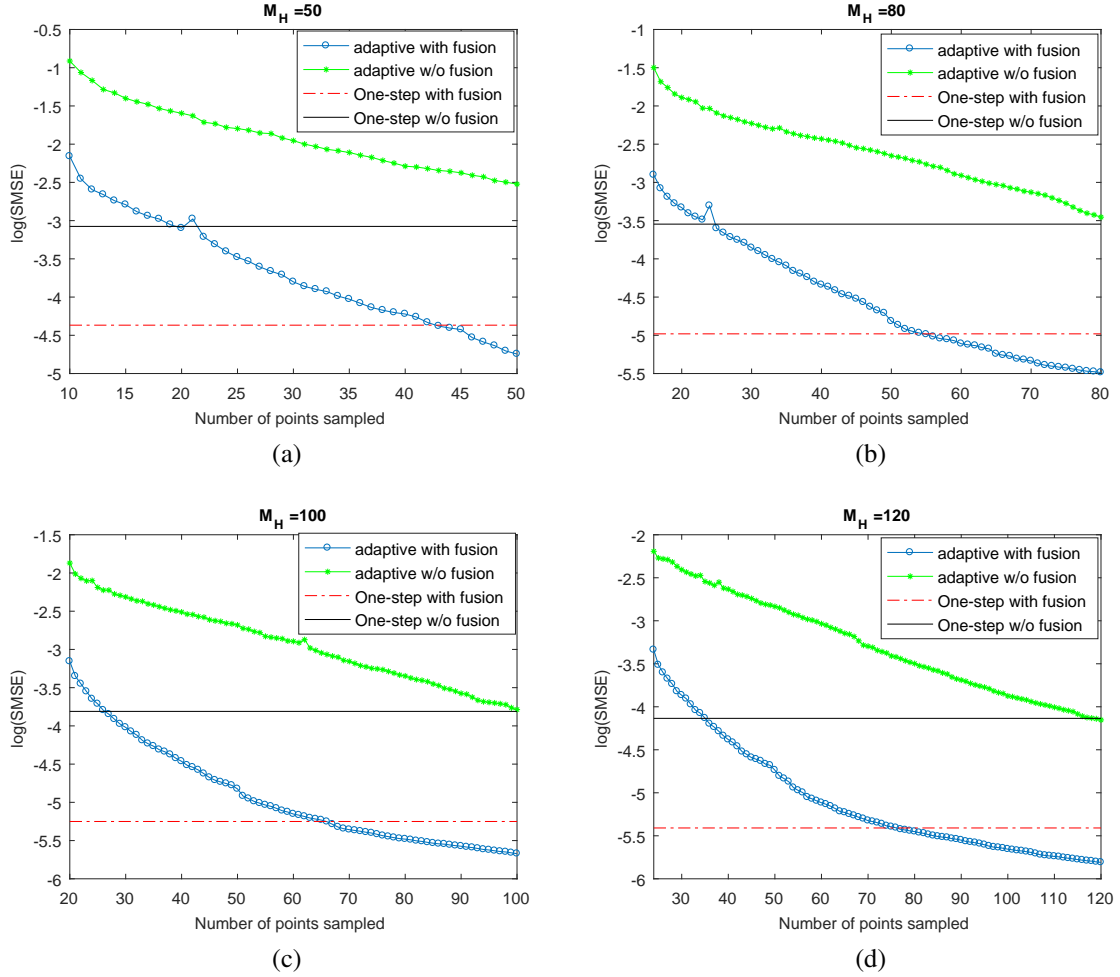 M_H =50
-0.5
-1
-1.5
-2
-2.5
-3
-3.5
-4
-4.5
-5
log(SMSE)
adaptive with fusion
adaptive w/o fusion
One-step with fusion
One-step w/o fusion
10 15 20 25 30 35 40 45 50
Number of points sampled
(a)
M_H =80
-1
-1.5
-2
-2.5
-3
-3.5
-4
-4.5
-5
-5.5
log(SMSE)
adaptive with fusion
adaptive w/o fusion
One-step with fusion
One-step w/o fusion
20 30 40 50 60 70 80
Number of points sampled
(b)
M_H =100
-1.5
-2
-2.5
-3
-3.5
-4
-4.5
-5
-5.5
-6
log(SMSE)
adaptive with fusion
adaptive w/o fusion
One-step with fusion
One-step w/o fusion
20 30 40 50 60 70 80 90 100
Number of points sampled
(c)
M_H =120
-2
-2.5
-3
-3.5
-4
-4.5
-5
-5.5
-6
log(SMSE)
adaptive with fusion
adaptive w/o fusion
One-step with fusion
One-step w/o fusion
30 40 50 60 70 80 90 100 110 120
Number of points sampled
(d)